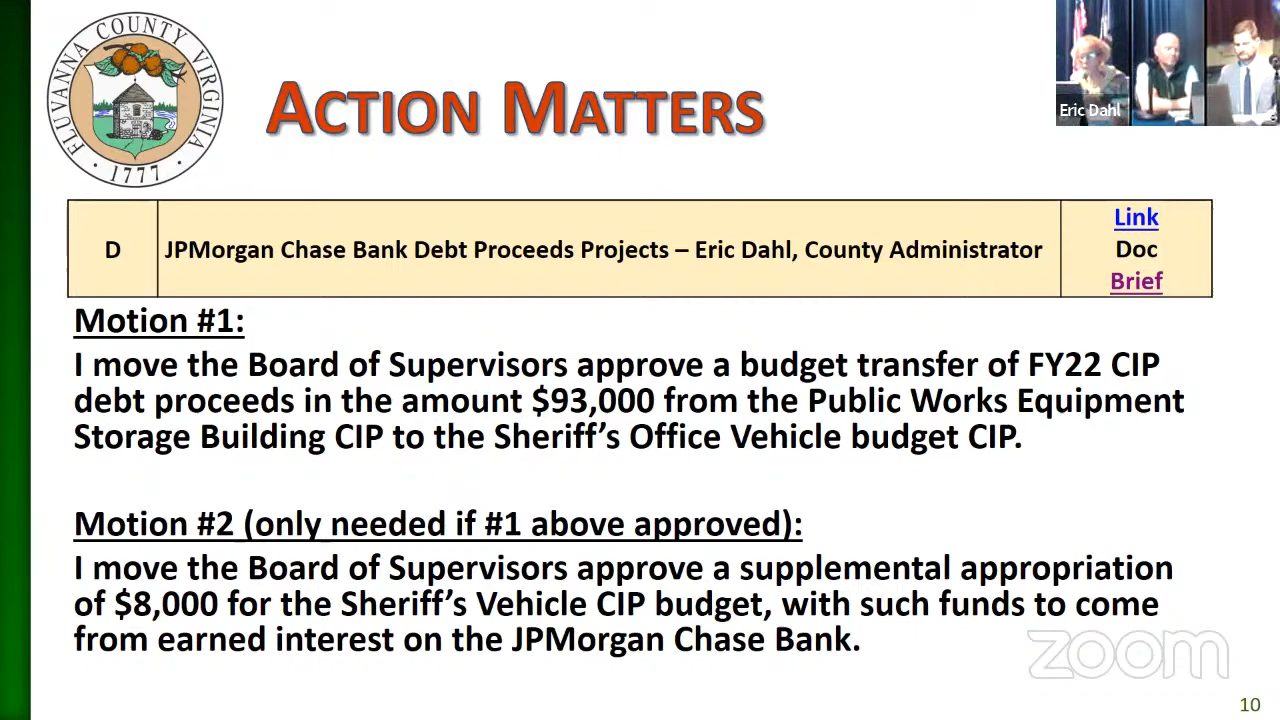 FLUVANNA COUNTY VIRGINIA
· 1777 ·
ACTION MATTERS
Eric Dahl
D
JPMorgan Chase Bank Debt Proceeds Projects – Eric Dahl, County Administrator
Link
Doc
Brief
Motion #1:
I move the Board of Supervisors approve a budget transfer of FY22 CIP
debt proceeds in the amount $93,000 from the Public Works Equipment
Storage Building CIP to the Sheriff’s Office Vehicle budget CIP.
Motion #2 (only needed if #1 above approved):
I move the Board of Supervisors approve a supplemental appropriation
of $8,000 for the Sheriff’s Vehicle CIP budget, with such funds to come
from earned interest on the JPMorgan Chase Bank.
zoom
10